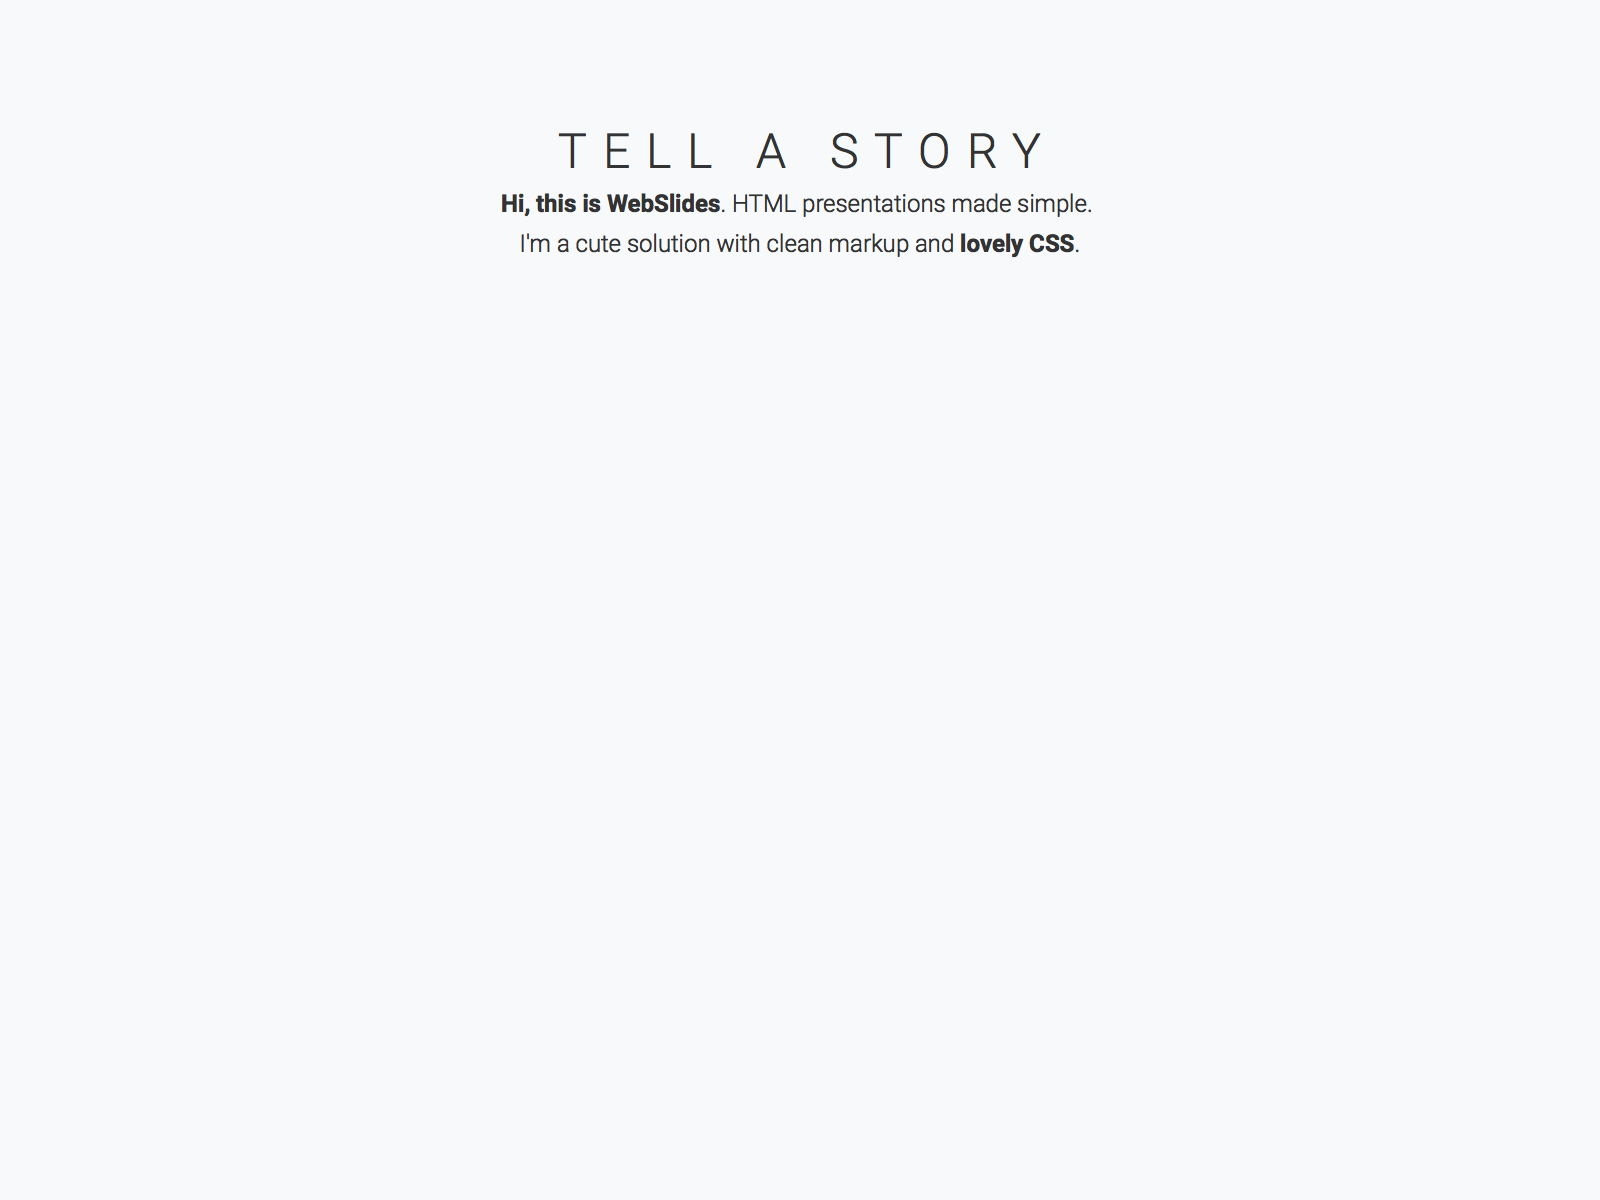 TELL A STORY
Hi, this is WebSlides. HTML presentations made simple.
I'm a cute solution with clean markup and lovely CSS.